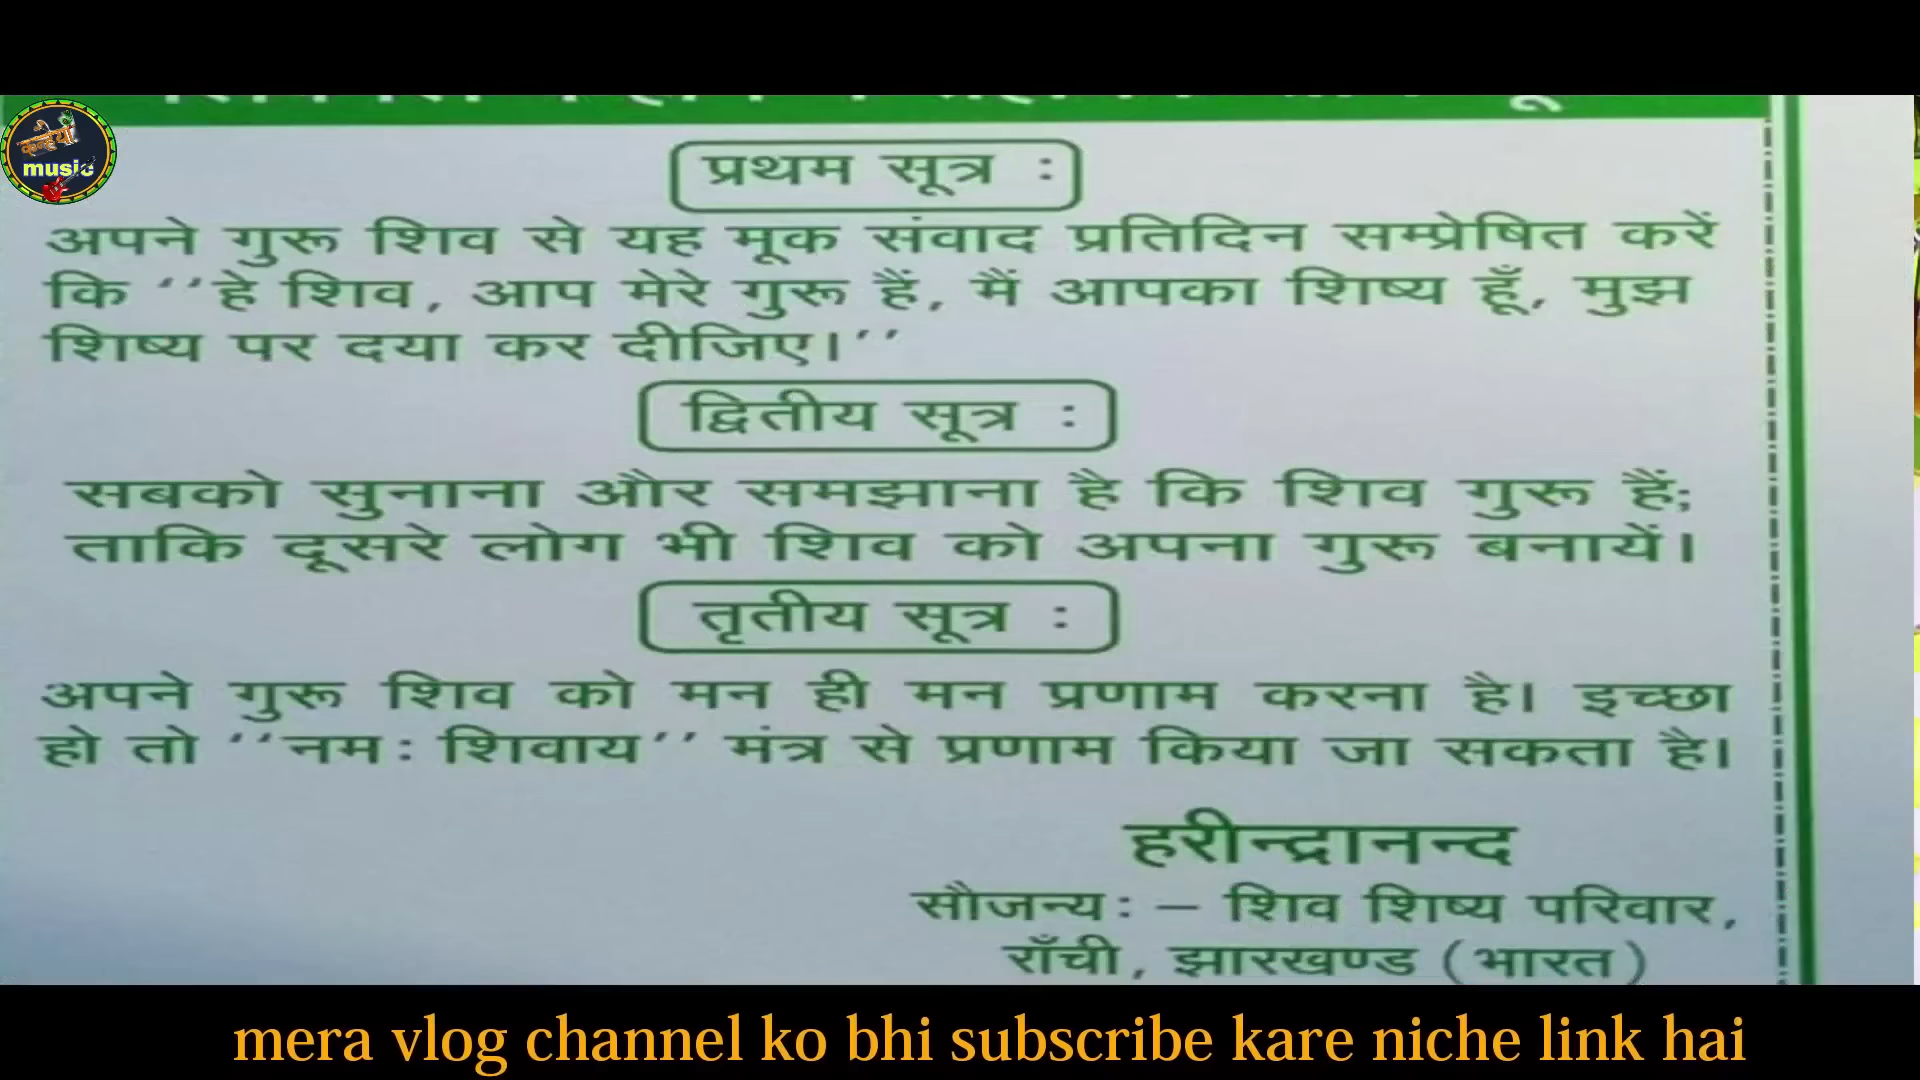 कन्हैया
music
प्रथम सूत्र :
अपने गुरू शिव से यह मूक संवाद प्रतिदिन सम्प्रेषित करें
कि ‘‘हे शिव, आप मेरे गुरू हैं, मैं आपका शिष्य हूँ, मुझ
शिष्य पर दया कर दीजिए।’’
द्वितीय सूत्र :
सबको सुनाना और समझाना है कि शिव गुरू हैं;
ताकि दूसरे लोग भी शिव को अपना गुरू बनायें।
तृतीय सूत्र :
अपने गुरू शिव को मन ही मन प्रणाम करना है। इच्छा
हो तो ‘‘नमः शिवाय’’ मंत्र से प्रणाम किया जा सकता है।
हरीन्द्रानन्द
सौजन्यः – शिव शिष्य परिवार,
राँची, झारखण्ड (भारत)
mera vlog channel ko bhi subscribe kare niche link hai